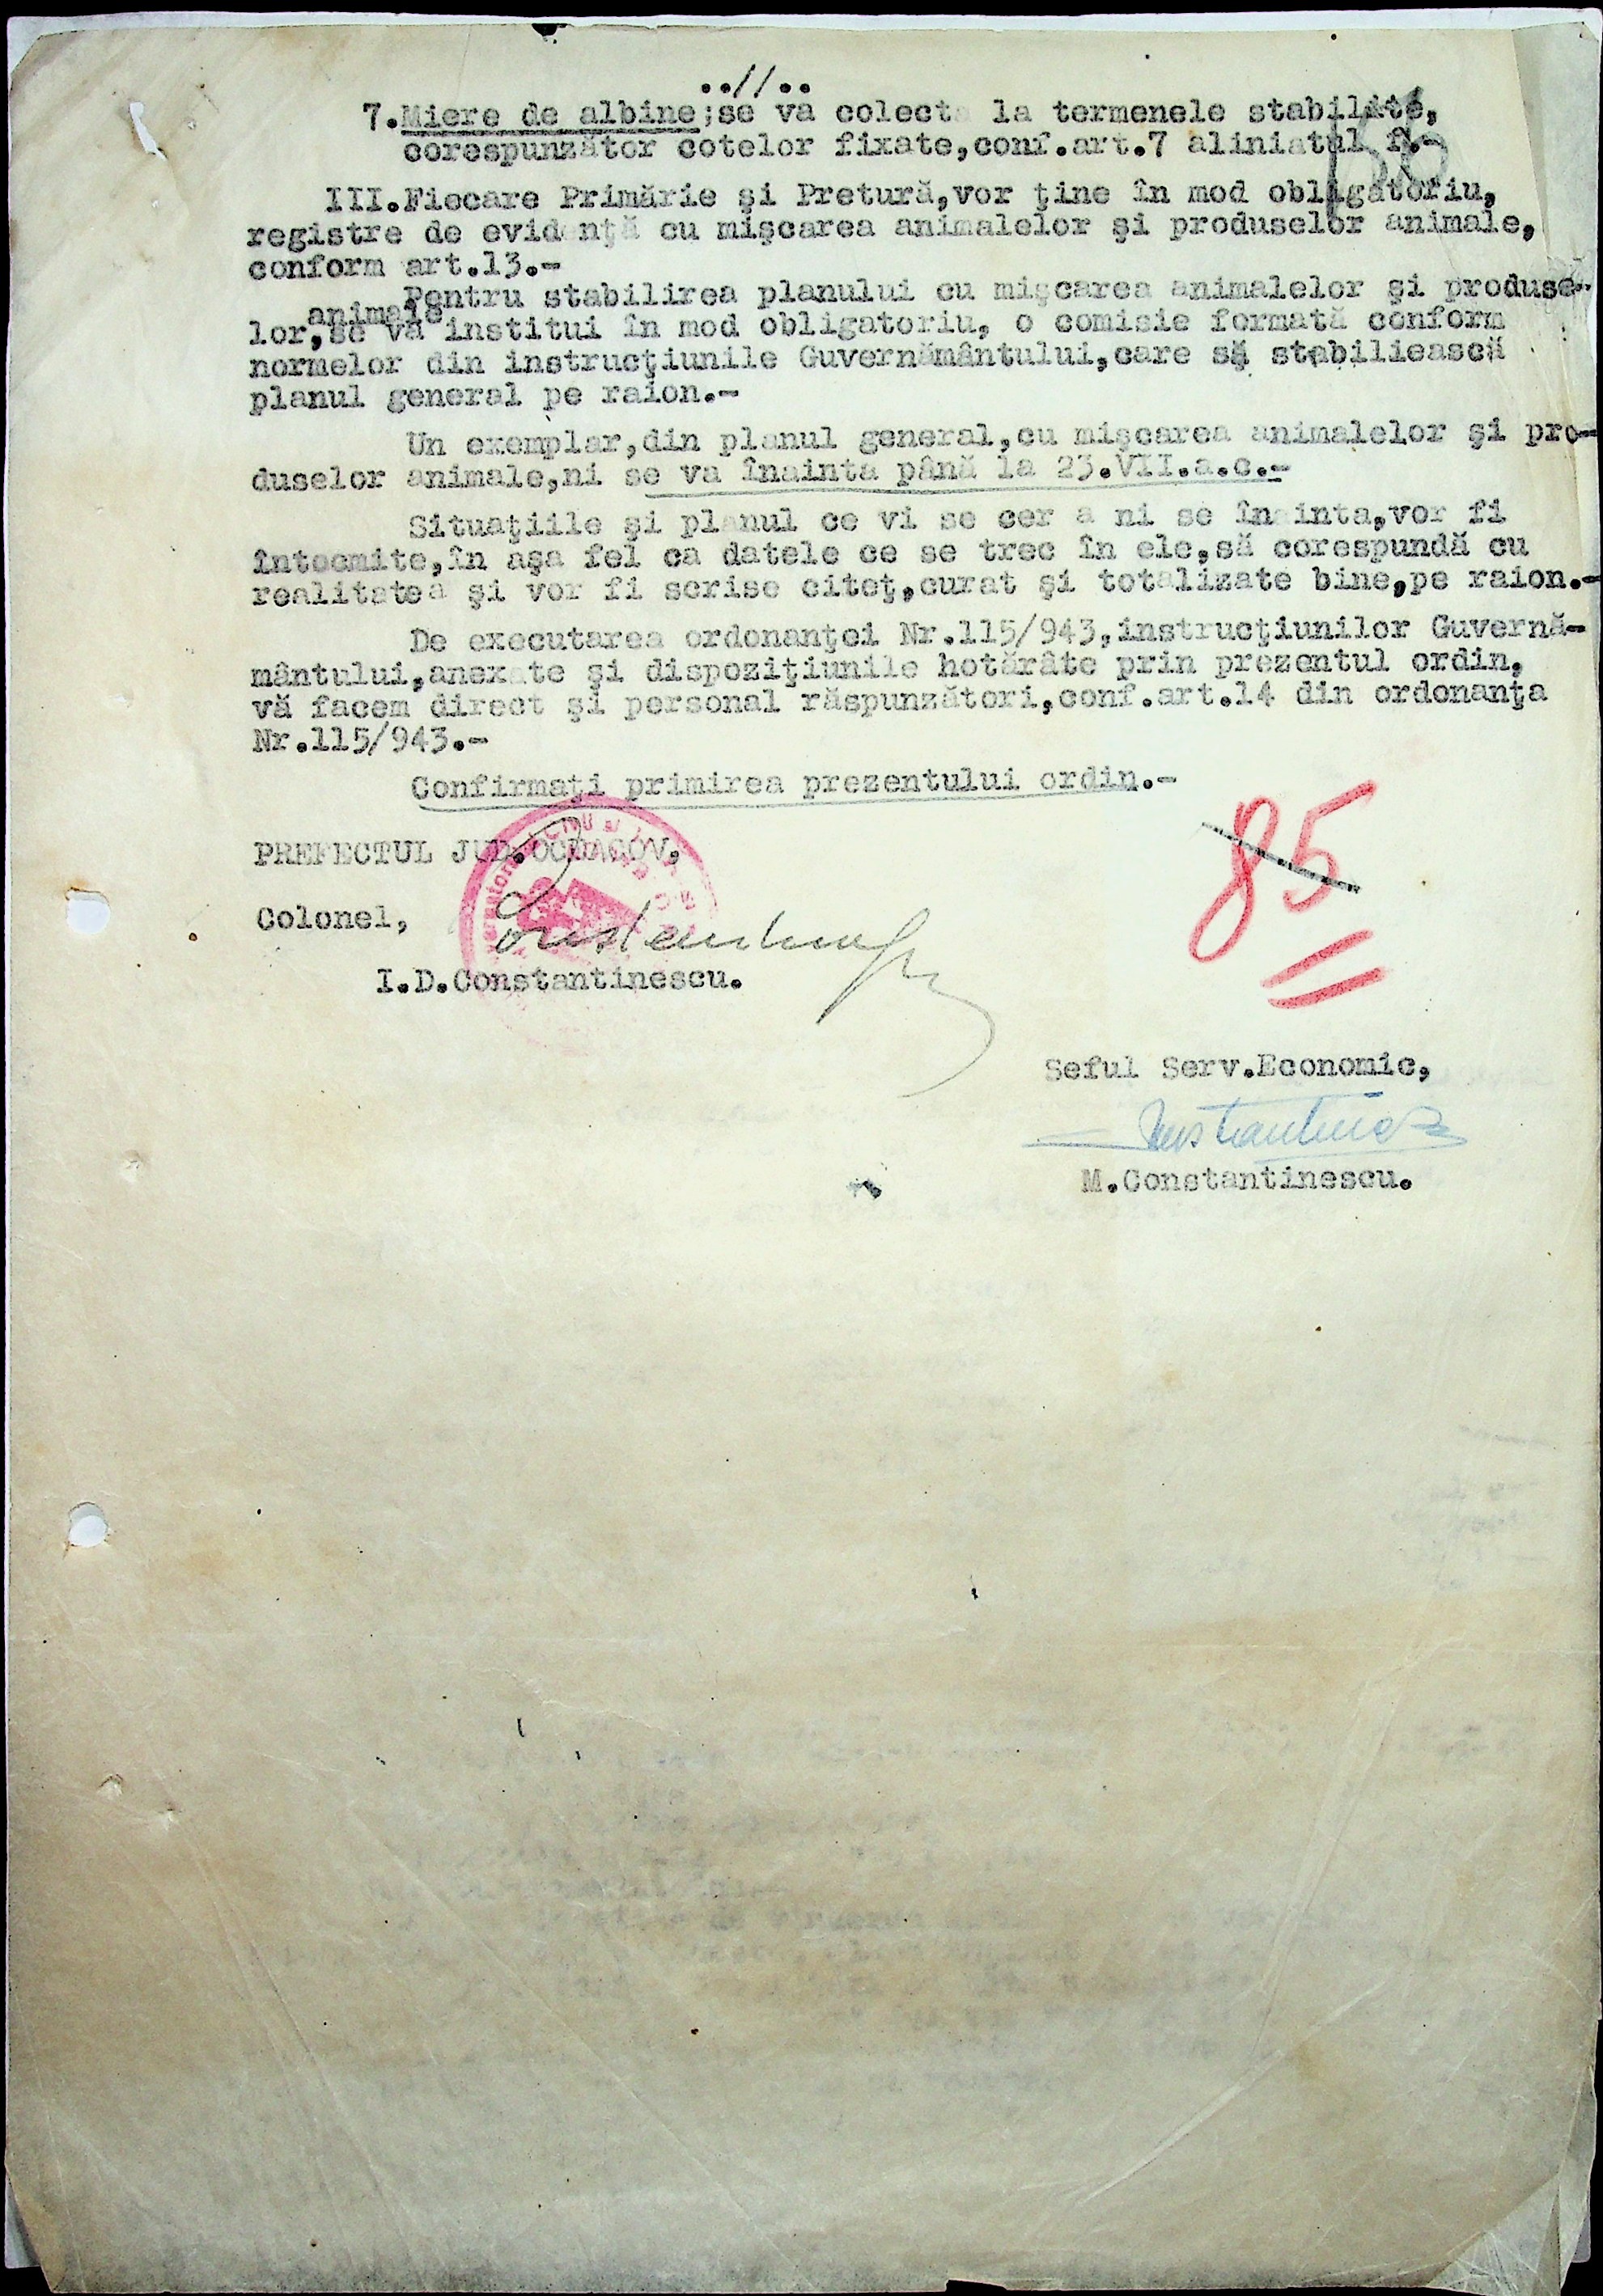 ..//..
7.Miere de albine;se va colecta la termenele stabilite,
corespunzător cotelor fixate,conf.art.7 aliniatul f.-
III.Fiecare Primărie şi Pretură,vor ţine în mod obligatoriu,
registre de evidenţă cu mişcarea animalelor şi produselor animale,
conform art.13.-
Pentru stabilirea planului cu mişcarea animalelor şi produse-
animale
lor,se va institui în mod obligatoriu, o comisie formată conform
normelor din instrucţiunile Guvernământului,care să stabiliească
planul general pe raion.-
Un exemplar,din planul general,cu mişcarea animalelor şi pro-
duselor animale,ni se va înainta până la 23.VII.a.c.-
Situaţiile şi planul ce vi se cer a ni se înainta,vor fi
întocmite,în aşa fel ca datele ce se trec în ele,să corespundă cu
realitatea şi vor fi scrise citeţ,curat şi totalizate bine,pe raion.-
De executarea ordonanţei Nr.115/943,instrucţiunilor Guvernă-
mântului,anexate şi dispoziţiunile hotărâte prin prezentul ordin,
vă facem direct şi personal răspunzători,conf.art.14 din ordonanţa
Nr.115/943.-
Confirmaţi primirea prezentului ordin.-
85
PREFECTUL JUD.OCEACOV,
Colonel,
I.D.Constantinescu.
Seful Serv.Economic,
M.Constantinescu.